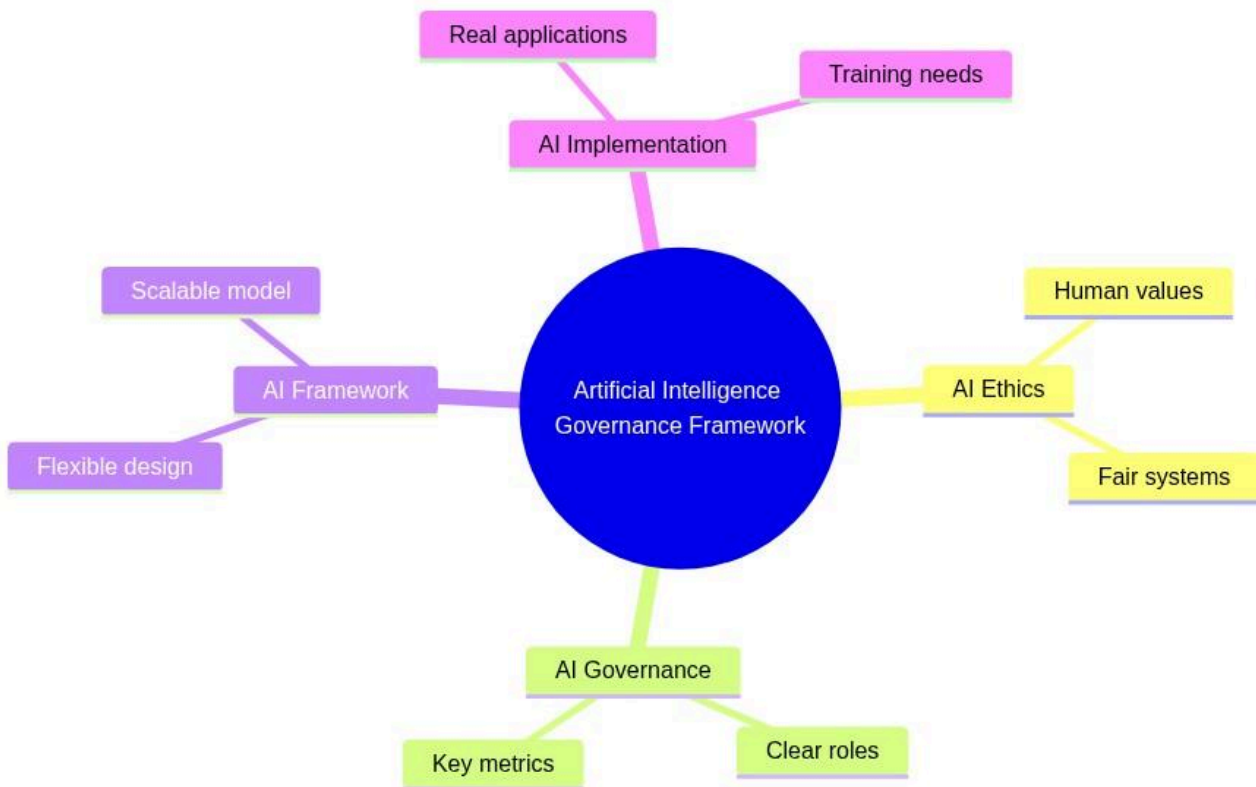 Real applications
Training needs
AI Implementation
Scalable model
Human values
AI Framework
Artificial Intelligence
Governance Framework
AI Ethics
Flexible design
Fair systems
AI Governance
Key metrics
Clear roles